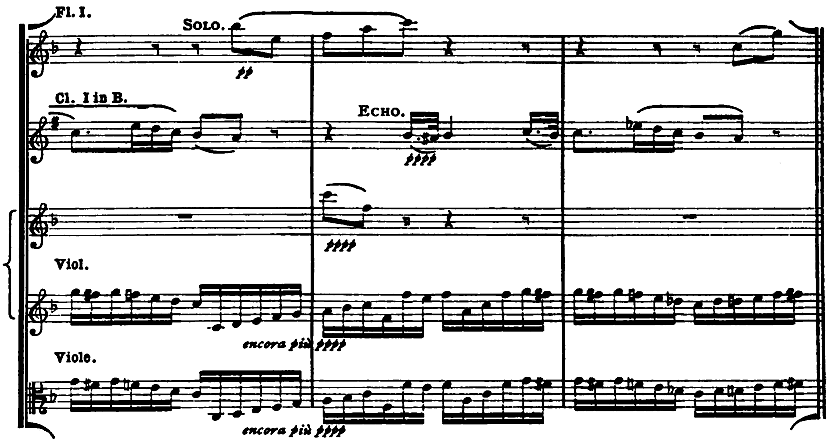 Fl. I.
SOLO.
pp
Cl. I in B.
ECHO.
pppp
pppp
Viol.
encora più pppp
Viole.
encora più pppp